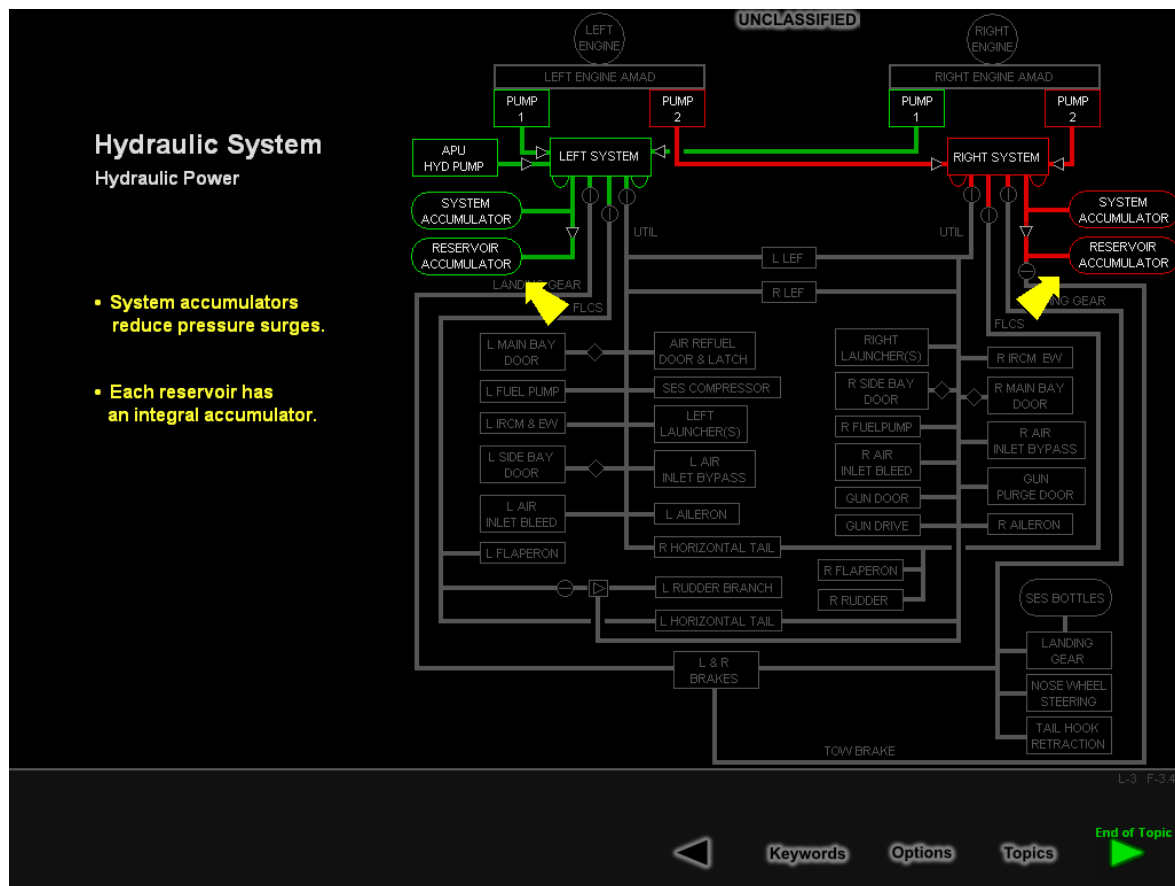 UNCLASSIFIED
LEFT
ENGINE
RIGHT
ENGINE
LEFT ENGINE AMAD
RIGHT ENGINE AMAD
PUMP
1
PUMP
2
PUMP
1
PUMP
2
Hydraulic System
Hydraulic Power
APU
HYD PUMP
LEFT SYSTEM
RIGHT SYSTEM
SYSTEM
ACCUMULATOR
RESERVOIR
ACCUMULATOR
SYSTEM
ACCUMULATOR
RESERVOIR
ACCUMULATOR
UTIL
UTIL
LANDING GEAR
FLCS
L LEF
R LEF
NG GEAR
FLCS
• System accumulators
reduce pressure surges.
• Each reservoir has
an integral accumulator.
L MAIN BAY
DOOR
AIR REFUEL
DOOR & LATCH
RIGHT
LAUNCHER(S)
R IRCM EW
L FUEL PUMP
SES COMPRESSOR
R SIDE BAY
DOOR
R MAIN BAY
DOOR
L IRCM & EW
LEFT
LAUNCHER(S)
R FUELPUMP
R AIR
INLET BYPASS
L SIDE BAY
DOOR
L AIR
INLET BYPASS
R AIR
INLET BLEED
GUN
PURGE DOOR
GUN DOOR
L AIR
INLET BLEED
L AILERON
GUN DRIVE
R AILERON
L FLAPERON
R HORIZONTAL TAIL
R FLAPERON
L RUDDER BRANCH
R RUDDER
SES BOTTLES
L HORIZONTAL TAIL
LANDING
GEAR
L & R
BRAKES
NOSE WHEEL
STEERING
TAIL HOOK
RETRACTION
TOW BRAKE
L-3 F-3.4
End of Topic
Keywords
Options
Topics